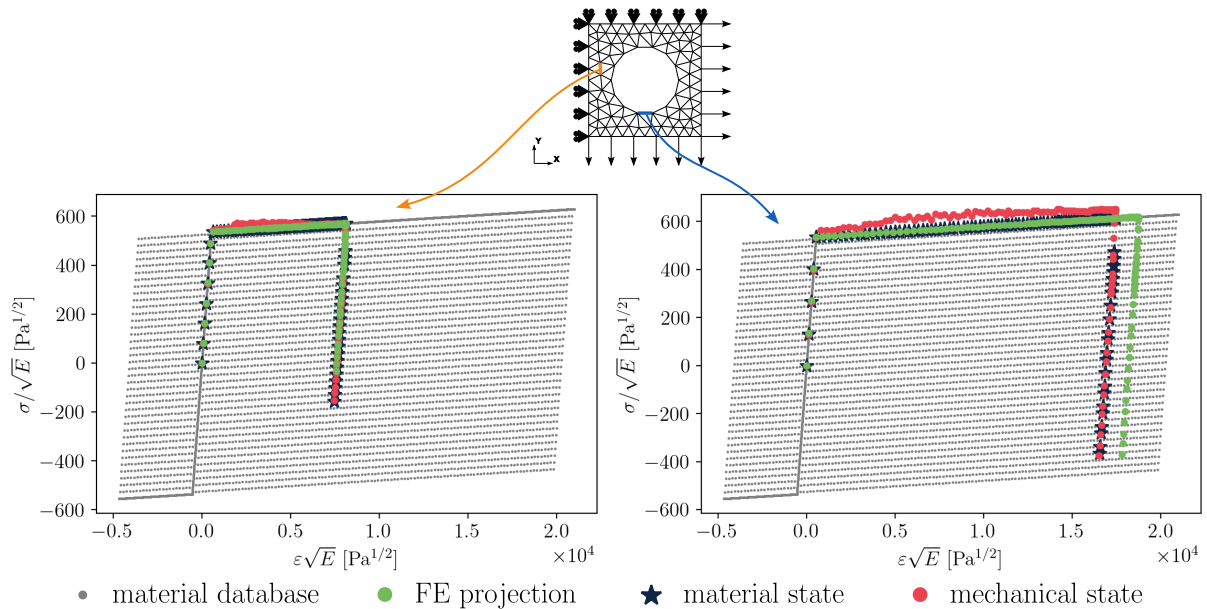 Y
X
600
400
200
0
−200
−400
−600
σ/√E [Pa^{1/2}]
−0.5 0.0 0.5 1.0 1.5 2.0
×10^4
ε√E [Pa^{1/2}]
600
400
200
0
−200
−400
−600
σ/√E [Pa^{1/2}]
−0.5 0.0 0.5 1.0 1.5 2.0
×10^4
ε√E [Pa^{1/2}]
material database FE projection material state mechanical state